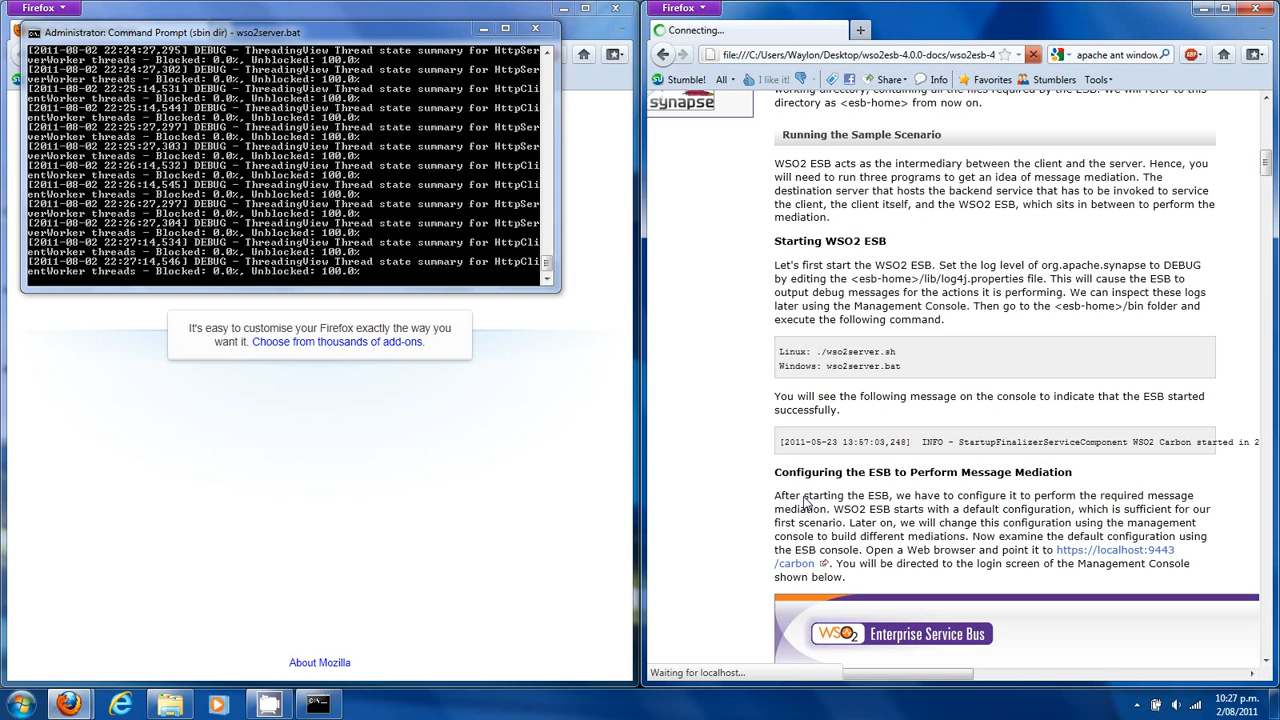 Firefox
Administrator: Command Prompt (sbin dir) - wso2server.bat
[2011-08-02 22:24:27,295] DEBUG - ThreadingView Thread state summary for HttpSer
verWorker threads - Blocked: 0.0%, Unblocked: 100.0%
[2011-08-02 22:24:27,302] DEBUG - ThreadingView Thread state summary for HttpSer
verWorker threads - Blocked: 0.0%, Unblocked: 100.0%
[2011-08-02 22:25:14,531] DEBUG - ThreadingView Thread state summary for HttpCli
entWorker threads - Blocked: 0.0%, Unblocked: 100.0%
[2011-08-02 22:25:14,544] DEBUG - ThreadingView Thread state summary for HttpCli
entWorker threads - Blocked: 0.0%, Unblocked: 100.0%
[2011-08-02 22:25:27,297] DEBUG - ThreadingView Thread state summary for HttpSer
verWorker threads - Blocked: 0.0%, Unblocked: 100.0%
[2011-08-02 22:25:27,303] DEBUG - ThreadingView Thread state summary for HttpSer
verWorker threads - Blocked: 0.0%, Unblocked: 100.0%
[2011-08-02 22:26:14,532] DEBUG - ThreadingView Thread state summary for HttpCli
entWorker threads - Blocked: 0.0%, Unblocked: 100.0%
[2011-08-02 22:26:14,545] DEBUG - ThreadingView Thread state summary for HttpCli
entWorker threads - Blocked: 0.0%, Unblocked: 100.0%
[2011-08-02 22:26:27,297] DEBUG - ThreadingView Thread state summary for HttpSer
verWorker threads - Blocked: 0.0%, Unblocked: 100.0%
[2011-08-02 22:26:27,304] DEBUG - ThreadingView Thread state summary for HttpSer
verWorker threads - Blocked: 0.0%, Unblocked: 100.0%
[2011-08-02 22:27:14,534] DEBUG - ThreadingView Thread state summary for HttpCli
entWorker threads - Blocked: 0.0%, Unblocked: 100.0%
[2011-08-02 22:27:14,546] DEBUG - ThreadingView Thread state summary for HttpCli
entWorker threads - Blocked: 0.0%, Unblocked: 100.0%
It's easy to customise your Firefox exactly the way you
want it. Choose from thousands of add-ons.
About Mozilla
Firefox
Connecting...
file:///C:/Users/Waylon/Desktop/wso2esb-4.0.0-docs/wso2esb-4
apache ant window
Stumble! All I like it! Share Info Favorites Stumblers Tools
synapse
working directory, containing all the files required by the ESB. We will refer to this
directory as <esb-home> from now on.
Running the Sample Scenario
WSO2 ESB acts as the intermediary between the client and the server. Hence, you
will need to run three programs to get an idea of message mediation. The
destination server that hosts the backend service that has to be invoked to service
the client, the client itself, and the WSO2 ESB, which sits in between to perform the
mediation.
Starting WSO2 ESB
Let's first start the WSO2 ESB. Set the log level of org.apache.synapse to DEBUG
by editing the <esb-home>/lib/log4j.properties file. This will cause the ESB to
output debug messages for the actions it is performing. We can inspect these logs
later using the Management Console. Then go to the <esb-home>/bin folder and
execute the following command.
Linux: ./wso2server.sh
Windows: wso2server.bat
You will see the following message on the console to indicate that the ESB started
successfully.
[2011-05-23 13:57:03,248] INFO - StartupFinalizerServiceComponent WSO2 Carbon started in 2
Configuring the ESB to Perform Message Mediation
After starting the ESB, we have to configure it to perform the required message
mediation. WSO2 ESB starts with a default configuration, which is sufficient for our
first scenario. Later on, we will change this configuration using the management
console to build different mediations. Now examine the default configuration using
the ESB console. Open a Web browser and point it to https://localhost:9443
/carbon . You will be directed to the login screen of the Management Console
shown below.
WSO2 Enterprise Service Bus
Waiting for localhost...
10:27 p.m.
2/08/2011